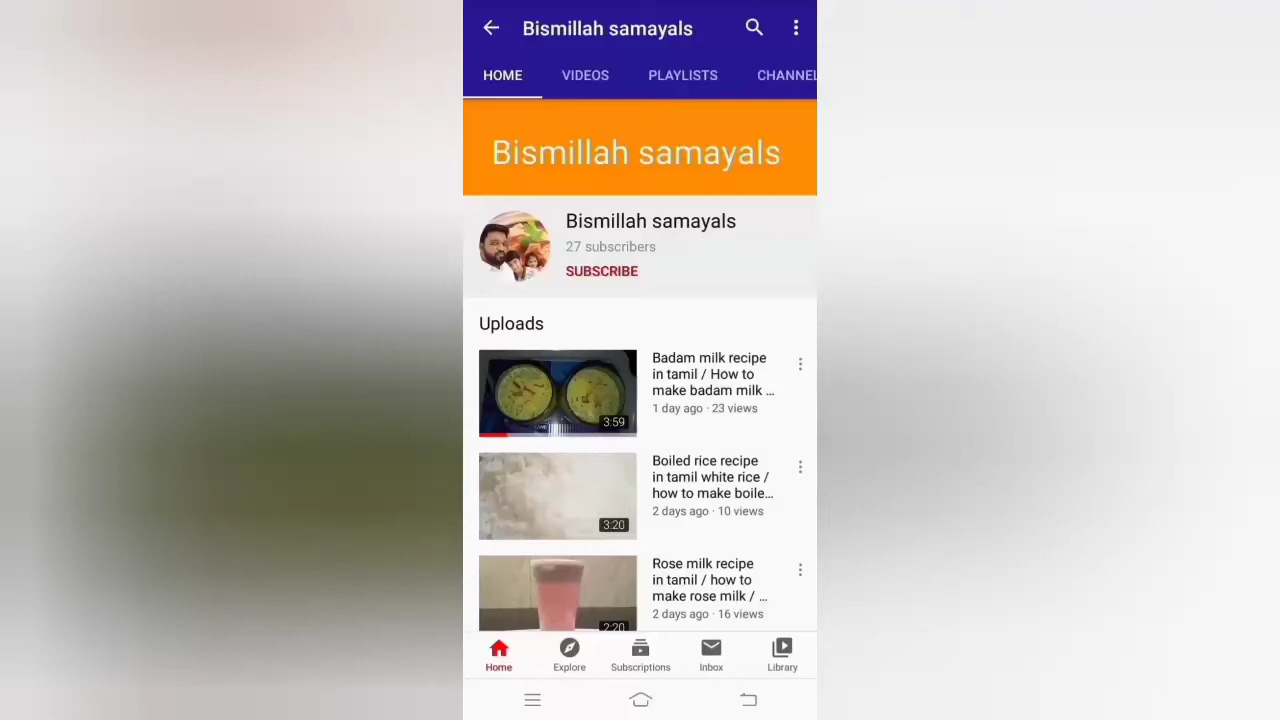 Bismillah samayals
HOME VIDEOS PLAYLISTS CHANNEL
Bismillah samayals
Bismillah samayals
27 subscribers
SUBSCRIBE
Uploads
Badam milk recipe
in tamil / How to
make badam milk ...
1 day ago · 23 views
3:59
Boiled rice recipe
in tamil white rice /
how to make boile...
2 days ago · 10 views
3:20
Rose milk recipe
in tamil / how to
make rose milk / ...
2 days ago · 16 views
2:20
Home Explore Subscriptions Inbox Library